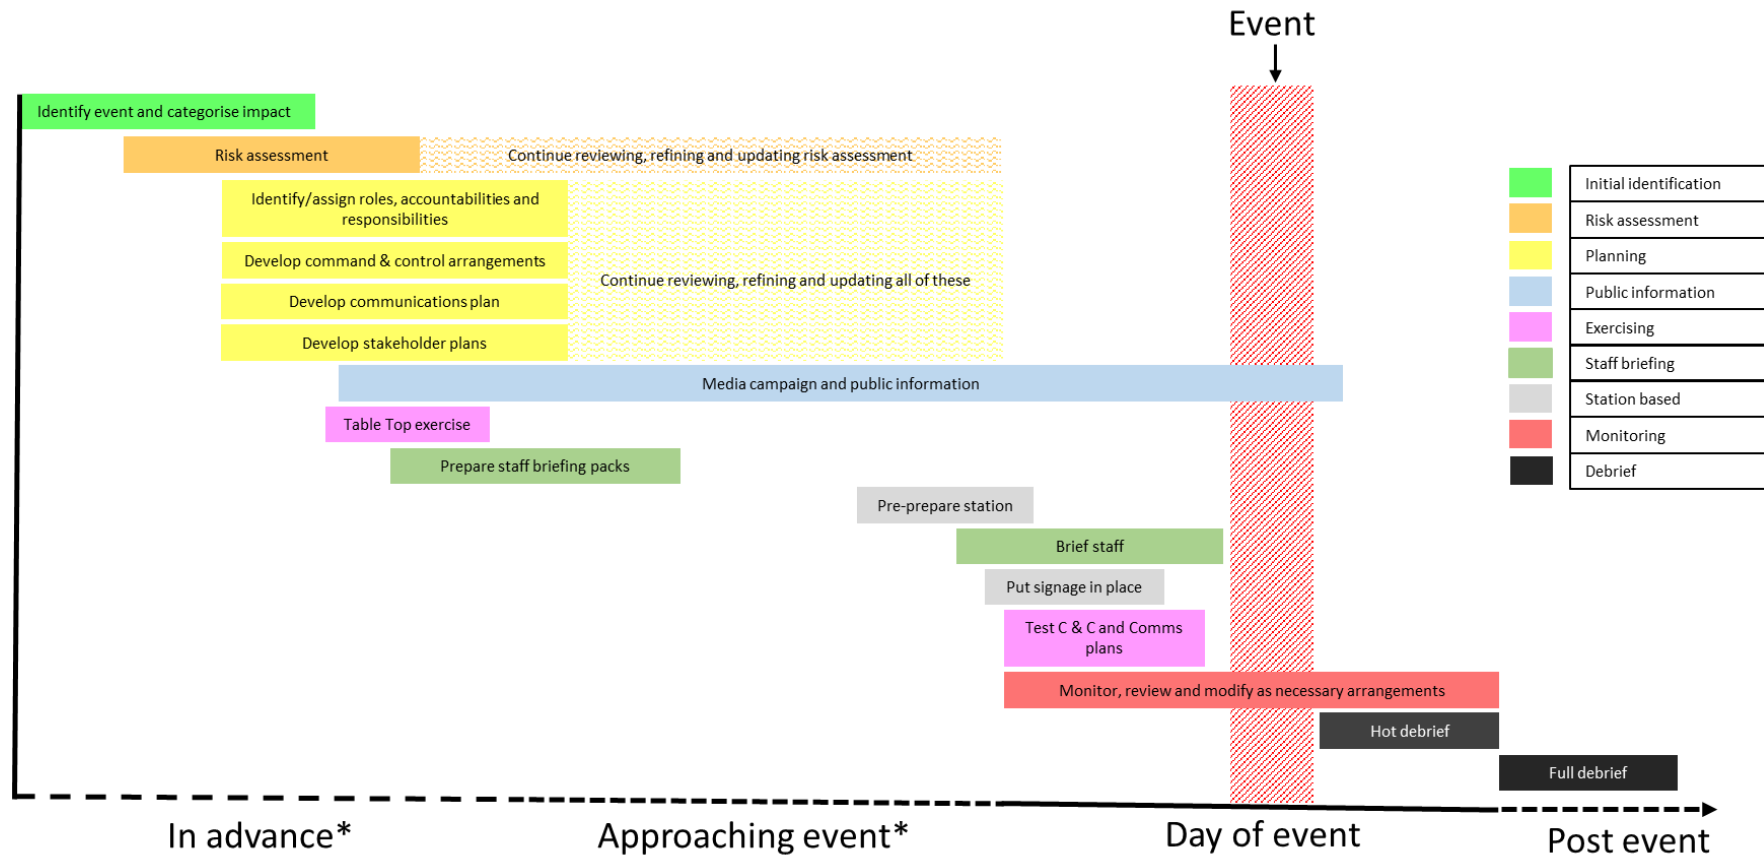 Event
Identify event and categorise impact
Risk assessment
Continue reviewing, refining and updating risk assessment
Identify/assign roles, accountabilities and
responsibilities
Develop command & control arrangements
Continue reviewing, refining and updating all of these
Develop communications plan
Develop stakeholder plans
Media campaign and public information
Table Top exercise
Prepare staff briefing packs
Pre-prepare station
Brief staff
Put signage in place
Test C & C and Comms
plans
Monitor, review and modify as necessary arrangements
Hot debrief
Full debrief
Initial identification
Risk assessment
Planning
Public information
Exercising
Staff briefing
Station based
Monitoring
Debrief
In advance*
Approaching event*
Day of event
Post event